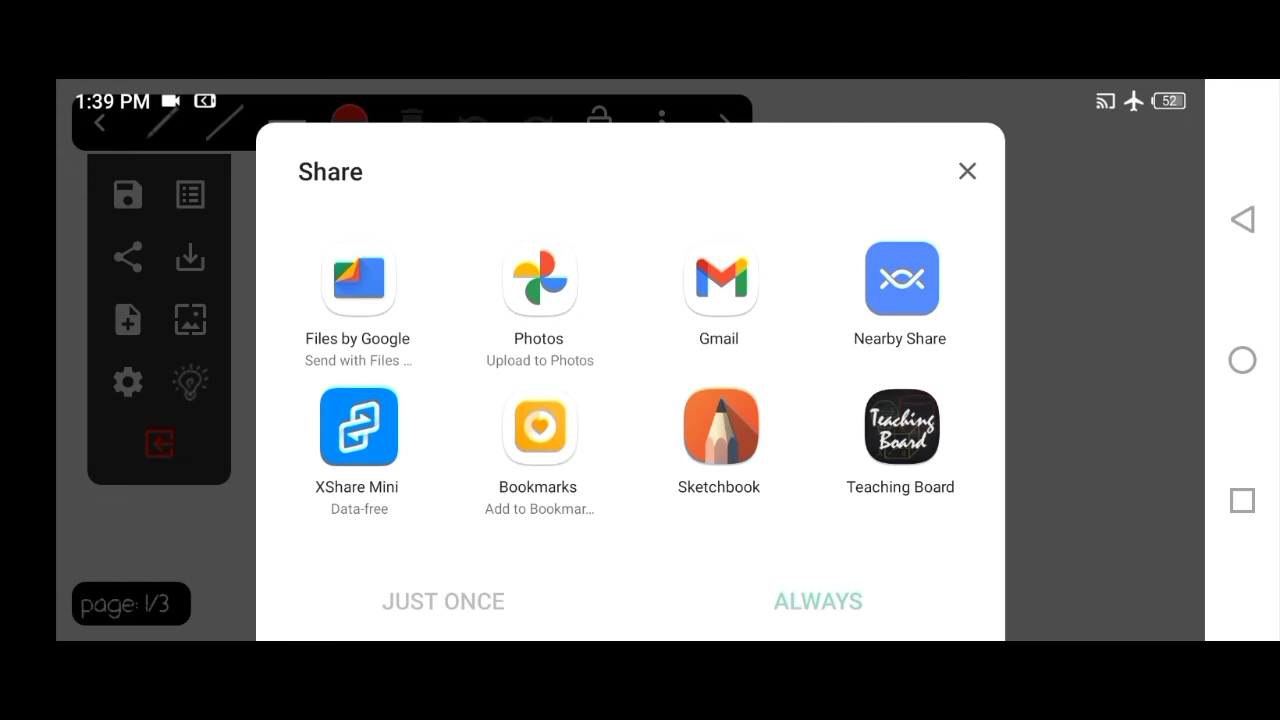 1:39 PM
52
Share
Files by Google
Send with Files ...
Photos
Upload to Photos
Gmail
Nearby Share
XShare Mini
Data-free
Bookmarks
Add to Bookmar...
Sketchbook
Teaching Board
Teaching Board
JUST ONCE
ALWAYS
page: 1/3